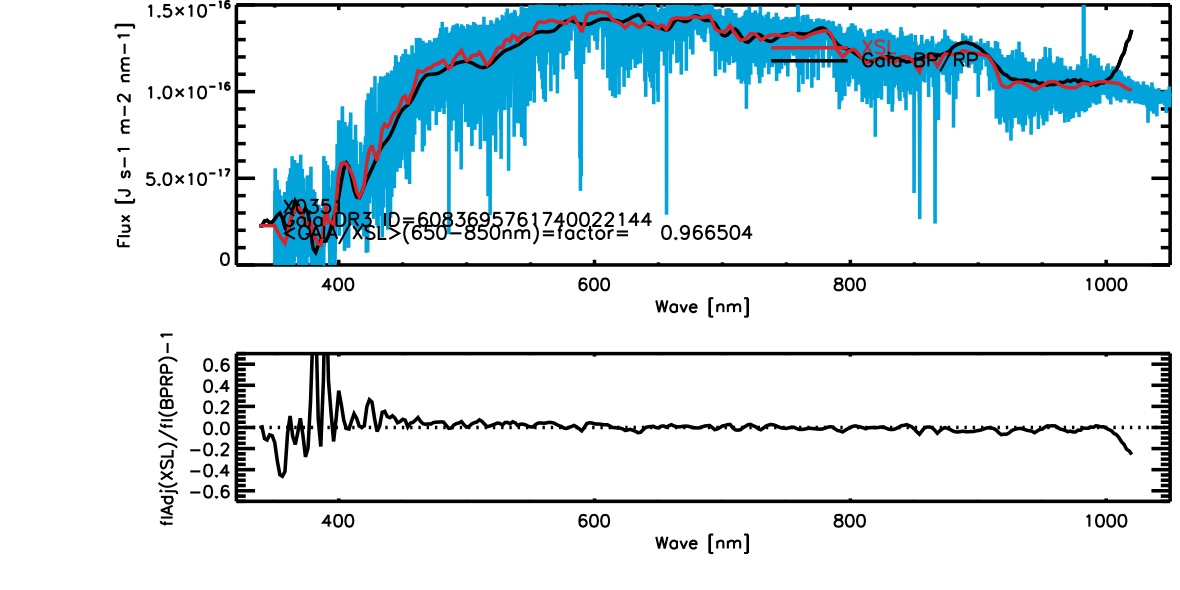 1.5×10−16
1.0×10−16
5.0×10−17
0
Flux [J s−1 m−2 nm−1]
XSL
Gaia BP/RP
X0351
Gaia DR3 ID=6083695761740022144
<GAIA/XSL>(650−850nm)=factor= 0.966504
400 600 800 1000
Wave [nm]
0.6
0.4
0.2
0.0
−0.2
−0.4
−0.6
flAdj(XSL)/fl(BPRP)−1
400 600 800 1000
Wave [nm]